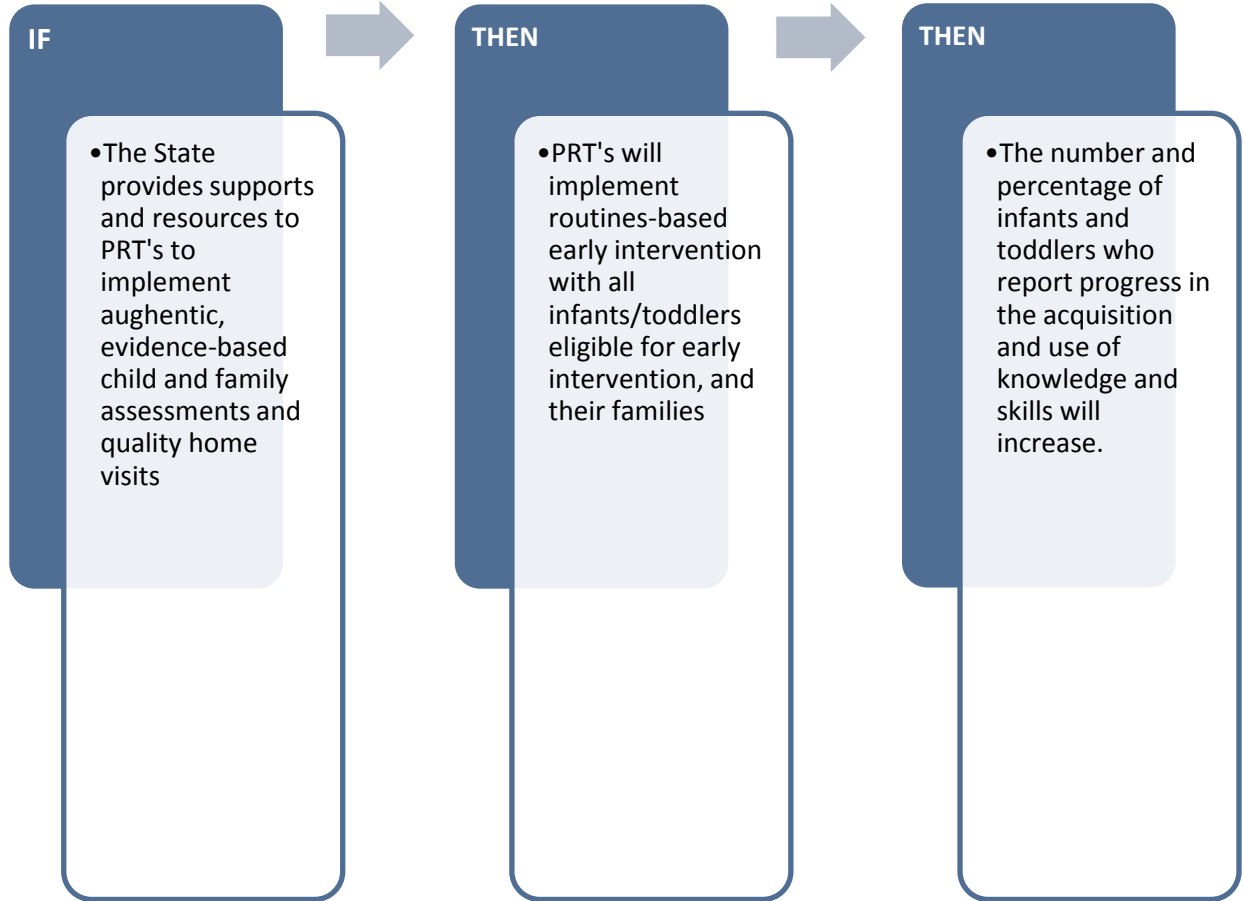 IF
•The State
provides supports
and resources to
PRT's to
implement
aughentic,
evidence-based
child and family
assessments and
quality home
visits
THEN
•PRT's will
implement
routines-based
early intervention
with all
infants/toddlers
eligible for early
intervention, and
their families
THEN
•The number and
percentage of
infants and
toddlers who
report progress in
the acquisition
and use of
knowledge and
skills will
increase.